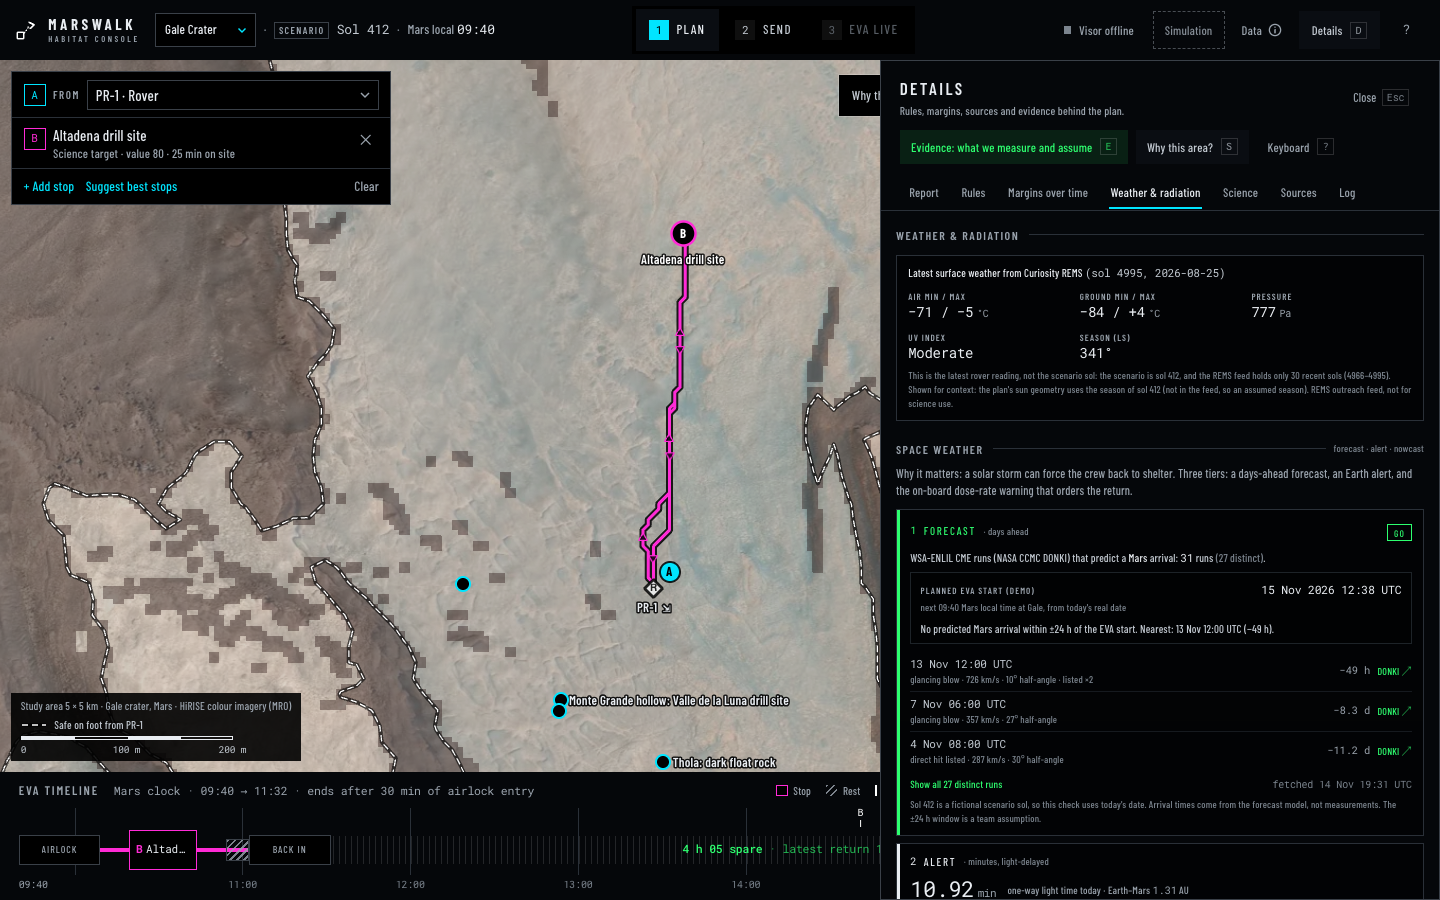 MARSWALK
HABITAT CONSOLE
Gale Crater
· SCENARIO Sol 412 · Mars local 09:40
1 PLAN
2 SEND
3 EVA LIVE
Visor offline
Simulation
Data
Details D
?
A FROM PR-1 · Rover
B Altadena drill site
Science target · value 80 · 25 min on site
+ Add stop Suggest best stops Clear
Why th
B
Altadena drill site
A
PR-1
Monte Grande hollow: Valle de la Luna drill site
Thola: dark float rock
Study area 5 × 5 km · Gale crater, Mars · HiRISE colour imagery (MRO)
Safe on foot from PR-1
0 100 m 200 m
EVA TIMELINE Mars clock · 09:40 → 11:32 · ends after 30 min of airlock entry
Stop Rest
B
AIRLOCK
B Altad…
BACK IN
4 h 05 spare · latest return 1
09:40 11:00 12:00 13:00 14:00
DETAILS
Rules, margins, sources and evidence behind the plan.
Close Esc
Evidence: what we measure and assume E
Why this area? S
Keyboard ?
Report Rules Margins over time Weather & radiation Science Sources Log
WEATHER & RADIATION
Latest surface weather from Curiosity REMS (sol 4995, 2026-08-25)
AIR MIN / MAX GROUND MIN / MAX PRESSURE
−71 / −5 °C −84 / +4 °C 777 Pa
UV INDEX SEASON (LS)
Moderate 341°
This is the latest rover reading, not the scenario sol: the scenario is sol 412, and the REMS feed holds only 30 recent sols (4966–4995).
Shown for context: the plan's sun geometry uses the season of sol 412 (not in the feed, so an assumed season). REMS outreach feed, not for
science use.
SPACE WEATHER forecast · alert · nowcast
Why it matters: a solar storm can force the crew back to shelter. Three tiers: a days-ahead forecast, an Earth alert, and
the on-board dose-rate warning that orders the return.
1 FORECAST · days ahead GO
WSA-ENLIL CME runs (NASA CCMC DONKI) that predict a Mars arrival: 31 runs (27 distinct).
PLANNED EVA START (DEMO) 15 Nov 2026 12:38 UTC
next 09:40 Mars local time at Gale, from today's real date
No predicted Mars arrival within ±24 h of the EVA start. Nearest: 13 Nov 12:00 UTC (−49 h).
13 Nov 12:00 UTC −49 h DONKI ↗
glancing blow · 726 km/s · 10° half-angle · listed ×2
7 Nov 06:00 UTC −8.3 d DONKI ↗
glancing blow · 357 km/s · 27° half-angle
4 Nov 08:00 UTC −11.2 d DONKI ↗
direct hit listed · 287 km/s · 30° half-angle
Show all 27 distinct runs fetched 14 Nov 19:31 UTC
Sol 412 is a fictional scenario sol, so this check uses today's date. Arrival times come from the forecast model, not measurements. The
±24 h window is a team assumption.
2 ALERT · minutes, light-delayed
10.92 min one-way light time today · Earth–Mars 1.31 AU